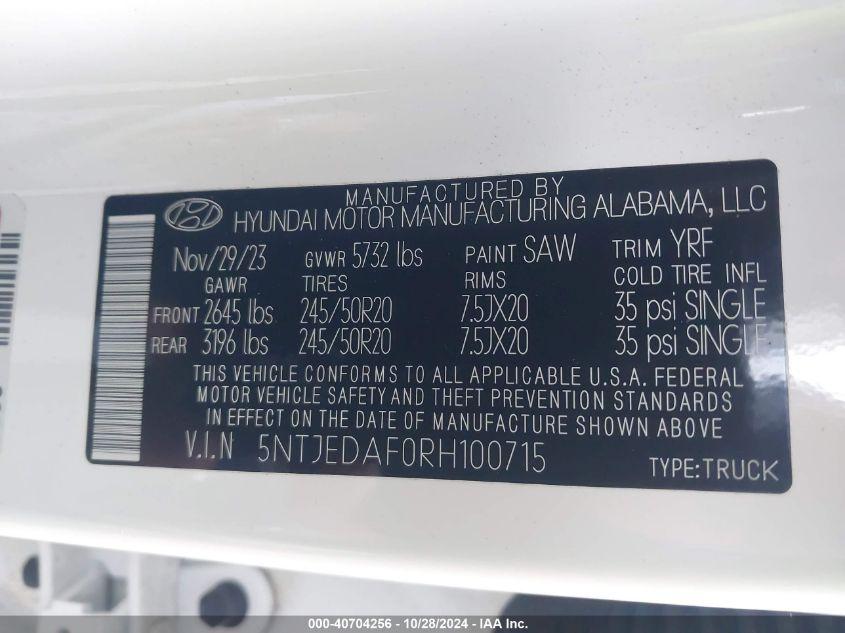 MANUFACTURED BY
HYUNDAI MOTOR MANUFACTURING ALABAMA, LLC
Nov/29/23 GVWR 5732 lbs PAINT SAW TRIM YRF
GAWR TIRES RIMS COLD TIRE INFL
FRONT 2645 lbs 245/50R20 7.5JX20 35 psi SINGLE
REAR 3196 lbs 245/50R20 7.5JX20 35 psi SINGLE
THIS VEHICLE CONFORMS TO ALL APPLICABLE U.S.A. FEDERAL
MOTOR VEHICLE SAFETY AND THEFT PREVENTION STANDARDS
IN EFFECT ON THE DATE OF MANUFACTURE SHOWN ABOVE
V.I.N 5NTJEDAF0RH100715 TYPE:TRUCK
000-40704256 - 10/28/2024 - IAA Inc.